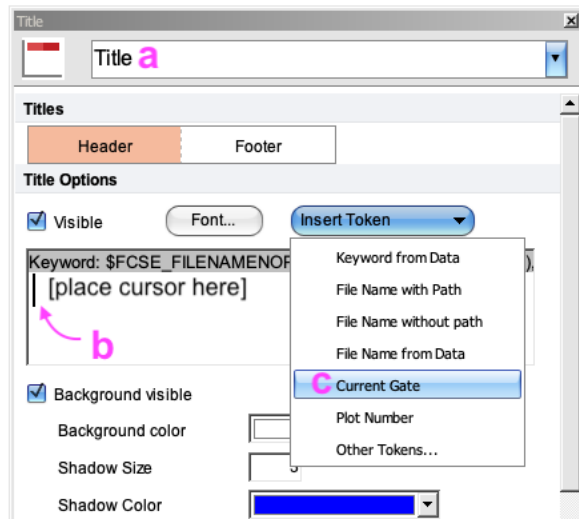 Title
Title a
Titles
Header Footer
Title Options
Visible Font... Insert Token
Keyword: $FCSE_FILENAMENO ),
[place cursor here]
b
Keyword from Data
File Name with Path
File Name without path
File Name from Data
c Current Gate
Plot Number
Other Tokens...
Background visible
Background color
Shadow Size
Shadow Color